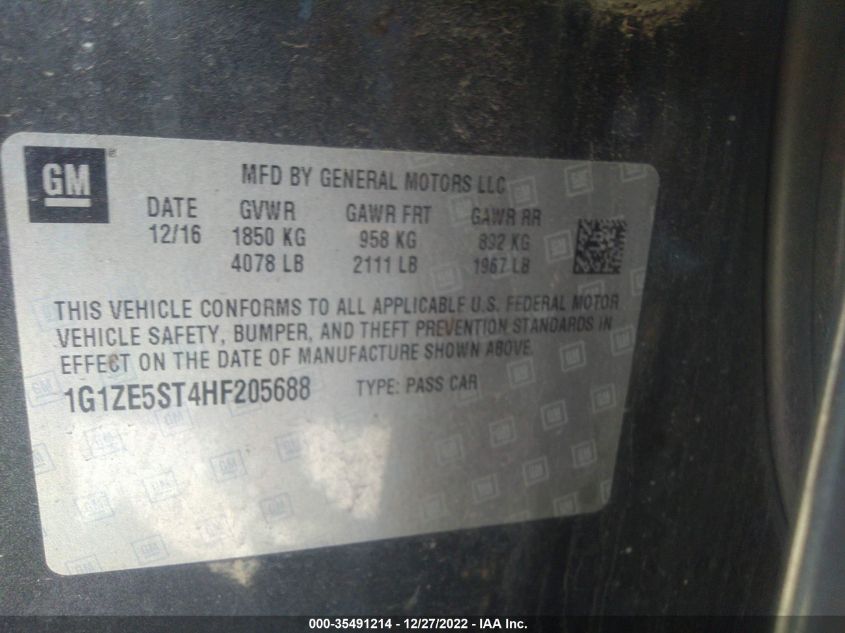 GM
MFD BY GENERAL MOTORS LLC
DATE GVWR GAWR FRT GAWR RR
12/16 1850 KG 958 KG 892 KG
4078 LB 2111 LB 1967 LB
THIS VEHICLE CONFORMS TO ALL APPLICABLE U.S. FEDERAL MOTOR
VEHICLE SAFETY, BUMPER, AND THEFT PREVENTION STANDARDS IN
EFFECT ON THE DATE OF MANUFACTURE SHOWN ABOVE.
1G1ZE5ST4HF205688 TYPE: PASS CAR
000-35491214 - 12/27/2022 - IAA Inc.